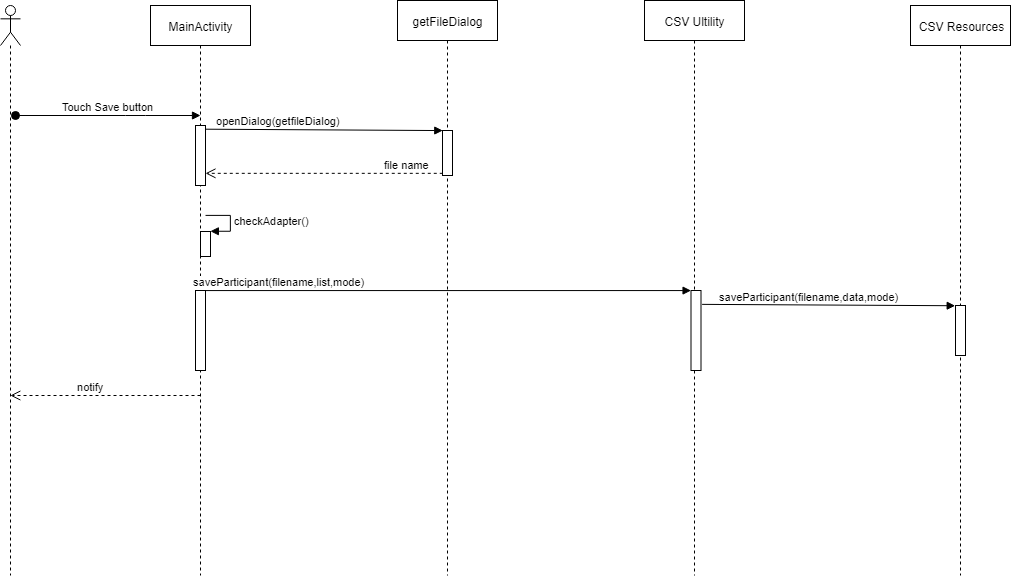 MainActivity
getFileDialog
CSV Ultility
CSV Resources
Touch Save button
openDialog(getfileDialog)
file name
checkAdapter()
saveParticipant(filename,list,mode)
saveParticipant(filename,data,mode)
notify